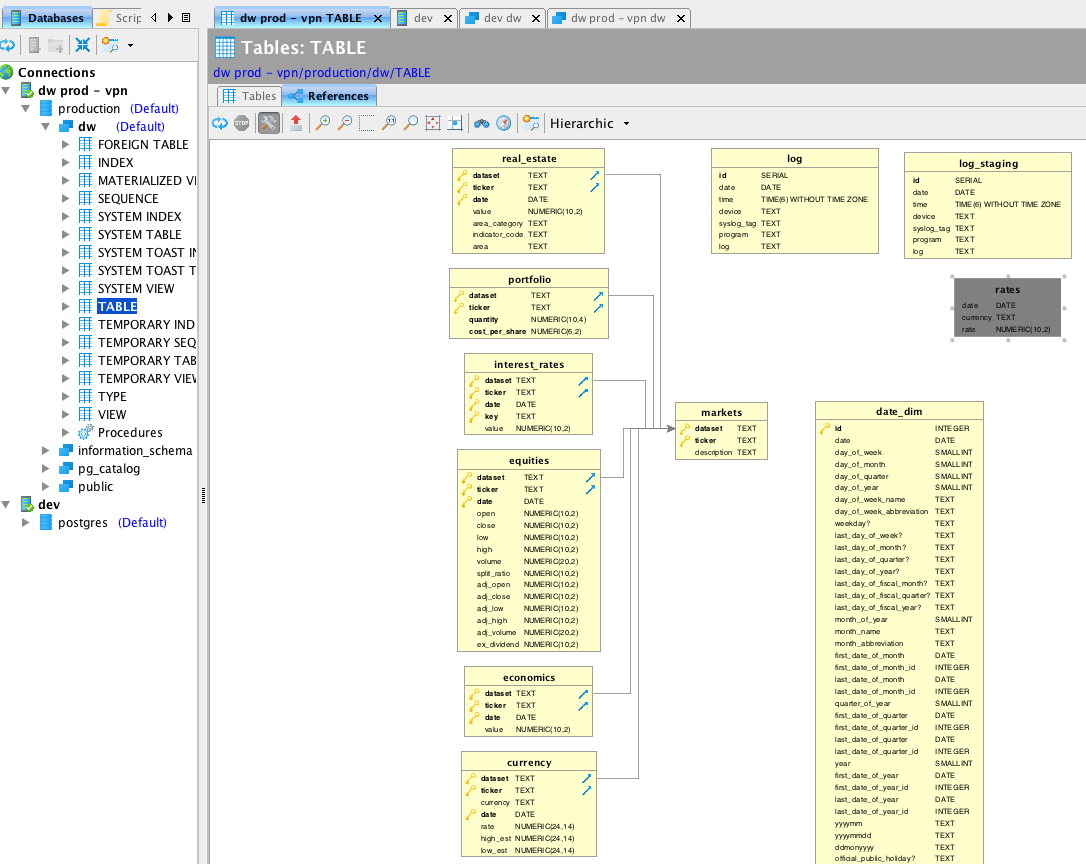 Databases
Scrip
dw prod – vpn TABLE
dev
dev dw
dw prod – vpn dw
Tables: TABLE
dw prod – vpn/production/dw/TABLE
Tables
References
STOP
Hierarchic
Connections
dw prod – vpn
production (Default)
dw (Default)
FOREIGN TABLE
INDEX
MATERIALIZED VI
SEQUENCE
SYSTEM INDEX
SYSTEM TABLE
SYSTEM TOAST IN
SYSTEM TOAST T
SYSTEM VIEW
TABLE
TEMPORARY IND
TEMPORARY SEQ
TEMPORARY TAB
TEMPORARY VIEW
TYPE
VIEW
Procedures
information_schema
pg_catalog
public
dev
postgres (Default)
real_estate
dataset TEXT
ticker TEXT
date DATE
value NUMERIC(10,2)
area_category TEXT
indicator_code TEXT
area TEXT
portfolio
dataset TEXT
ticker TEXT
quantity NUMERIC(10,4)
cost_per_share NUMERIC(6,2)
interest_rates
dataset TEXT
ticker TEXT
date DATE
key TEXT
value NUMERIC(10,2)
equities
dataset TEXT
ticker TEXT
date DATE
open NUMERIC(10,2)
close NUMERIC(10,2)
low NUMERIC(10,2)
high NUMERIC(10,2)
volume NUMERIC(20,2)
split_ratio NUMERIC(10,2)
adj_open NUMERIC(10,2)
adj_close NUMERIC(10,2)
adj_low NUMERIC(10,2)
adj_high NUMERIC(10,2)
adj_volume NUMERIC(20,2)
ex_dividend NUMERIC(10,2)
economics
dataset TEXT
ticker TEXT
date DATE
value NUMERIC(10,2)
currency
dataset TEXT
ticker TEXT
currency TEXT
date DATE
rate NUMERIC(24,14)
high_est NUMERIC(24,14)
low_est NUMERIC(24,14)
markets
dataset TEXT
ticker TEXT
description TEXT
log
id SERIAL
date DATE
time TIME(6) WITHOUT TIME ZONE
device TEXT
syslog_tag TEXT
program TEXT
log TEXT
log_staging
id SERIAL
date DATE
time TIME(6) WITHOUT TIME ZONE
device TEXT
syslog_tag TEXT
program TEXT
log TEXT
rates
date DATE
currency TEXT
rate NUMERIC(10,2)
date_dim
id INTEGER
date DATE
day_of_week SMALLINT
day_of_month SMALLINT
day_of_quarter SMALLINT
day_of_year SMALLINT
day_of_week_name TEXT
day_of_week_abbreviation TEXT
weekday? TEXT
last_day_of_week? TEXT
last_day_of_month? TEXT
last_day_of_quarter? TEXT
last_day_of_year? TEXT
last_day_of_fiscal_month? TEXT
last_day_of_fiscal_quarter? TEXT
last_day_of_fiscal_year? TEXT
month_of_year SMALLINT
month_name TEXT
month_abbreviation TEXT
first_date_of_month DATE
first_date_of_month_id INTEGER
last_date_of_month DATE
last_date_of_month_id INTEGER
quarter_of_year SMALLINT
first_date_of_quarter DATE
first_date_of_quarter_id INTEGER
last_date_of_quarter DATE
last_date_of_quarter_id INTEGER
year SMALLINT
first_date_of_year DATE
first_date_of_year_id INTEGER
last_date_of_year DATE
last_date_of_year_id INTEGER
yyyymm TEXT
yyyymmdd TEXT
ddmonyyyy TEXT
official_public_holiday? TEXT